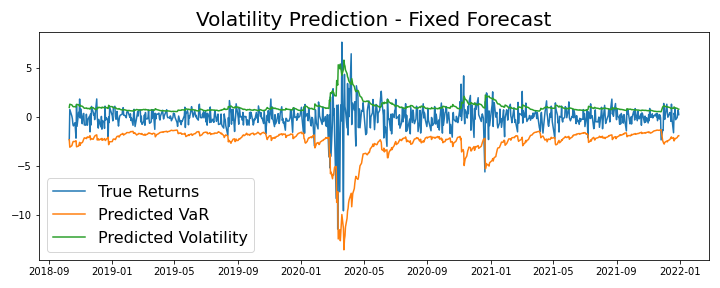 Volatility Prediction - Fixed Forecast
5
0
−5
−10
True Returns
Predicted VaR
Predicted Volatility
2018-09 2019-01 2019-05 2019-09 2020-01 2020-05 2020-09 2021-01 2021-05 2021-09 2022-01